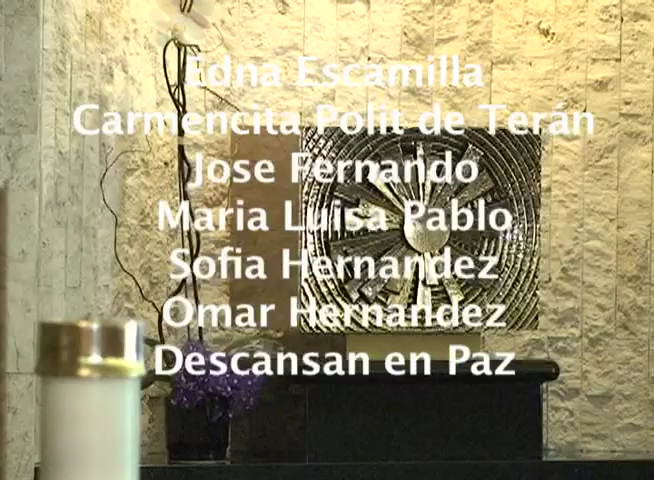 Edna Escamilla
Carmencita Polit de Terán
Jose Fernando
Maria Luisa Pablo
Sofia Hernandez
Omar Hernandez
Descansan en Paz